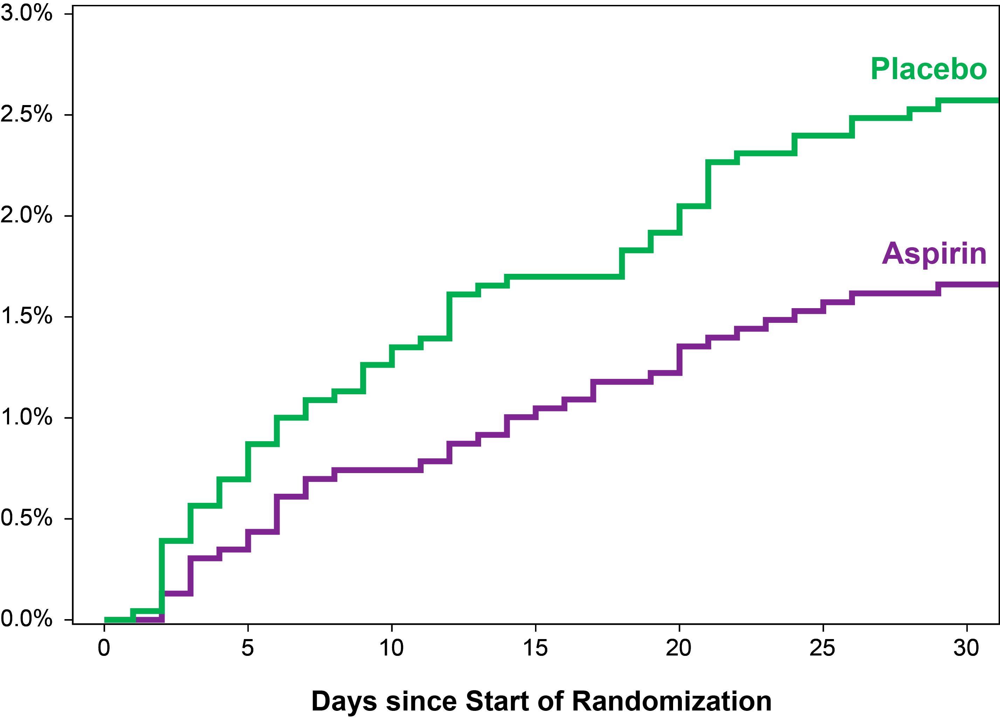 3.0%
Placebo
2.5%
2.0%
Aspirin
1.5%
1.0%
0.5%
0.0%
0 5 10 15 20 25 30
Days since Start of Randomization